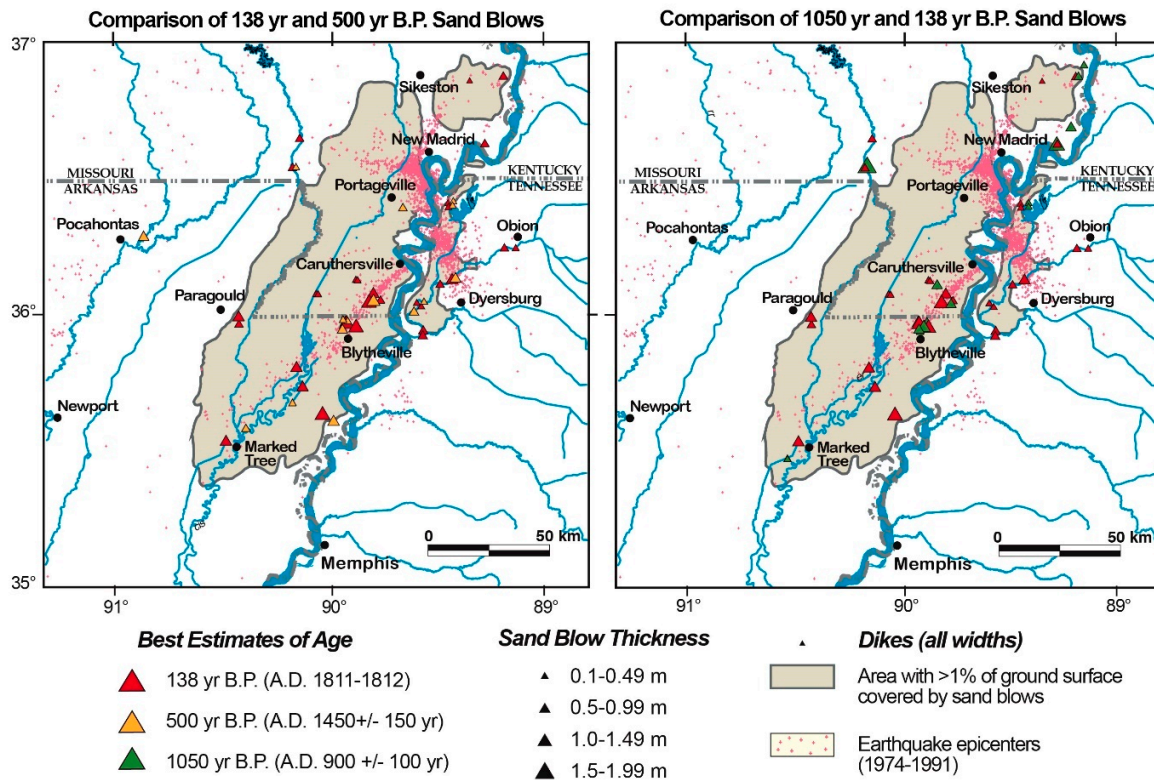 Comparison of 138 yr and 500 yr B.P. Sand Blows
37°
Sikeston
New Madrid
MISSOURI
ARKANSAS
KENTUCKY
TENNESSEE
Portageville
Pocahontas
Obion
Caruthersville
Paragould
Dyersburg
36°
Blytheville
Newport
Marked
Tree
0 50 km
Memphis
35°
91° 90° 89°
Comparison of 1050 yr and 138 yr B.P. Sand Blows
Sikeston
New Madrid
MISSOURI
ARKANSAS
KENTUCKY
TENNESSEE
Portageville
Pocahontas
Obion
Caruthersville
Paragould
Dyersburg
Blytheville
Newport
Marked
Tree
0 50 km
Memphis
91° 90° 89°
Best Estimates of Age
138 yr B.P. (A.D. 1811-1812)
500 yr B.P. (A.D. 1450+/- 150 yr)
1050 yr B.P. (A.D. 900 +/- 100 yr)
Sand Blow Thickness
0.1-0.49 m
0.5-0.99 m
1.0-1.49 m
1.5-1.99 m
Dikes (all widths)
Area with >1% of ground surface
covered by sand blows
Earthquake epicenters
(1974-1991)